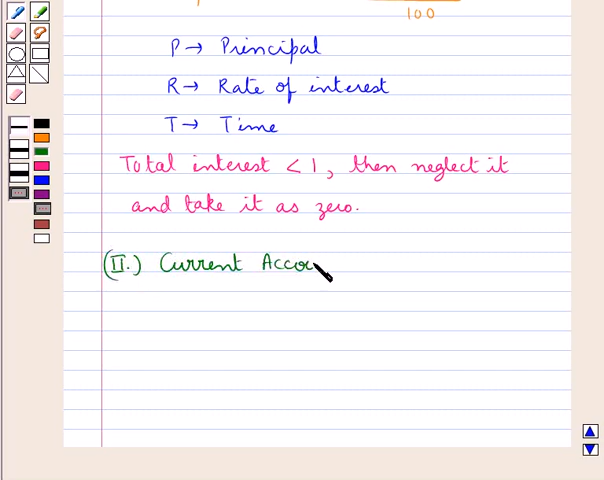 100
P→ Principal
R→ Rate of interest
T→ Time
Total interest < 1, then neglect it
and take it as zero.
(II.) Current Accou